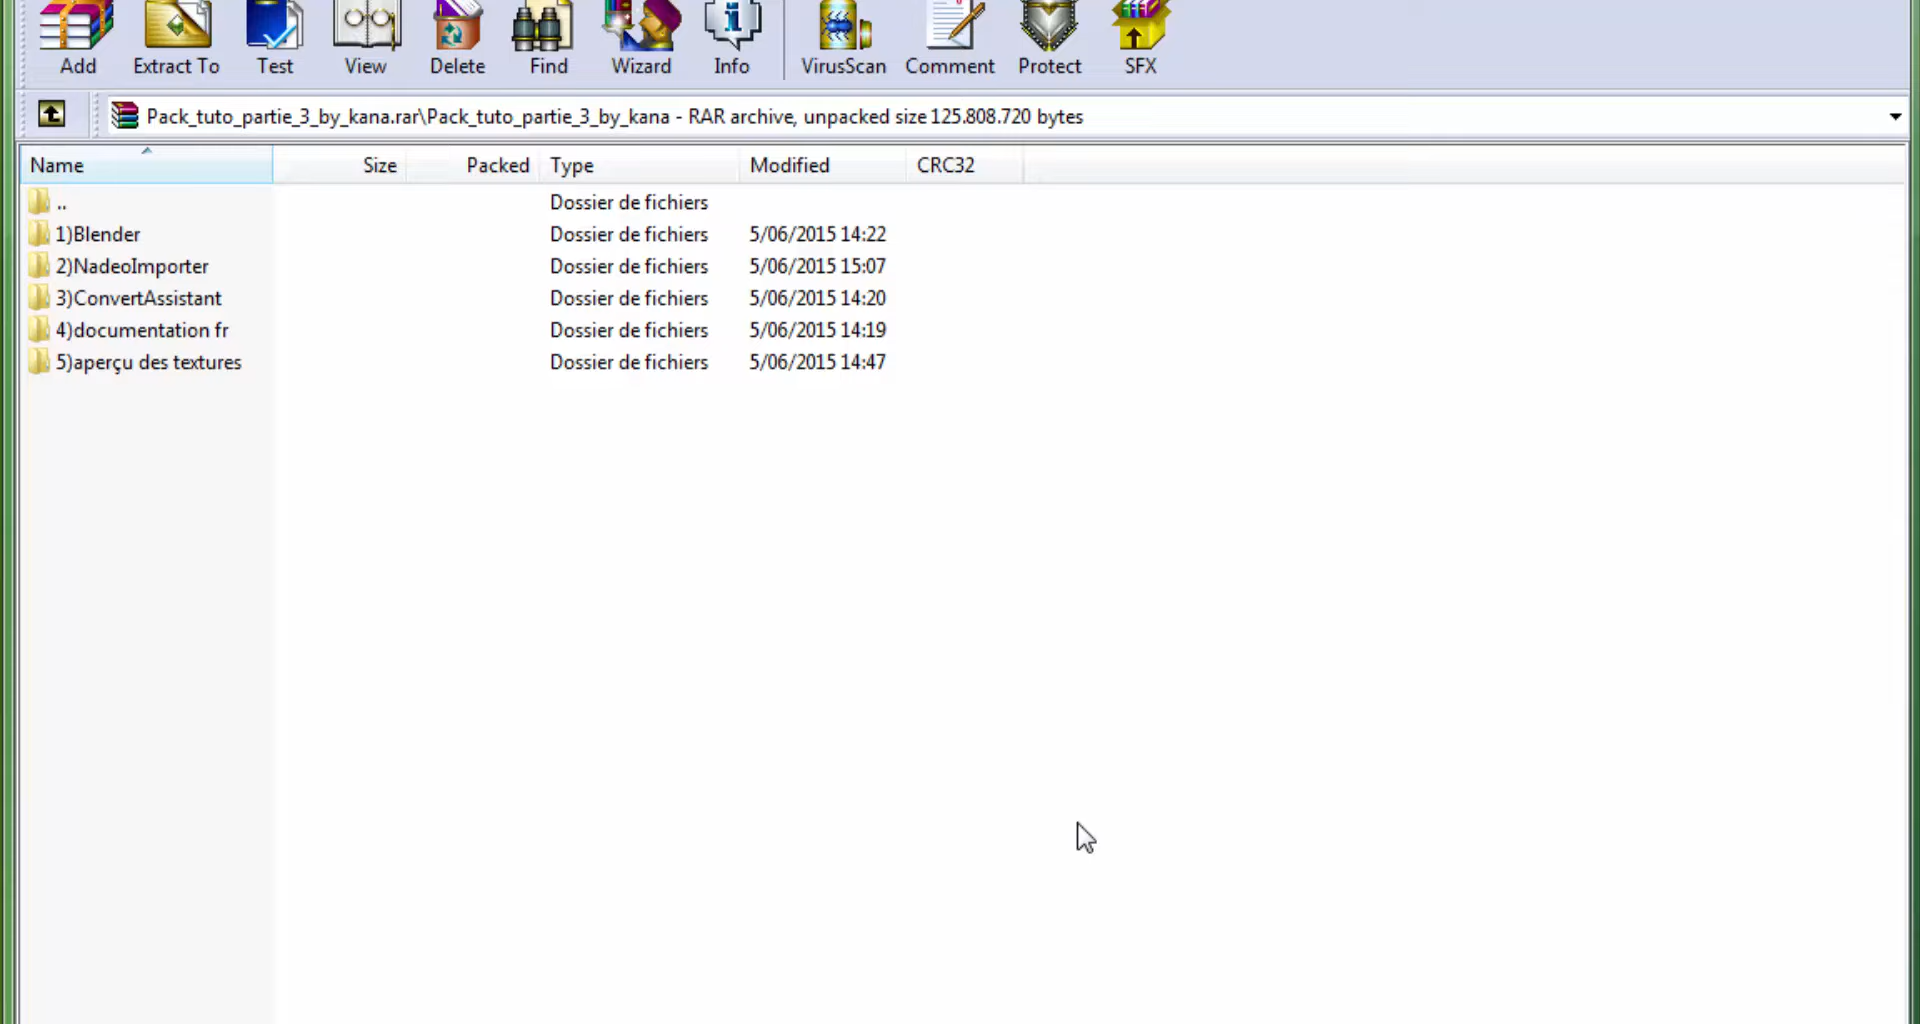 Add Extract To Test View Delete Find Wizard Info VirusScan Comment Protect SFX
Pack_tuto_partie_3_by_kana.rar\Pack_tuto_partie_3_by_kana - RAR archive, unpacked size 125.808.720 bytes
Name Size Packed Type Modified CRC32
.. Dossier de fichiers
1)Blender Dossier de fichiers 5/06/2015 14:22
2)NadeoImporter Dossier de fichiers 5/06/2015 15:07
3)ConvertAssistant Dossier de fichiers 5/06/2015 14:20
4)documentation fr Dossier de fichiers 5/06/2015 14:19
5)aperçu des textures Dossier de fichiers 5/06/2015 14:47